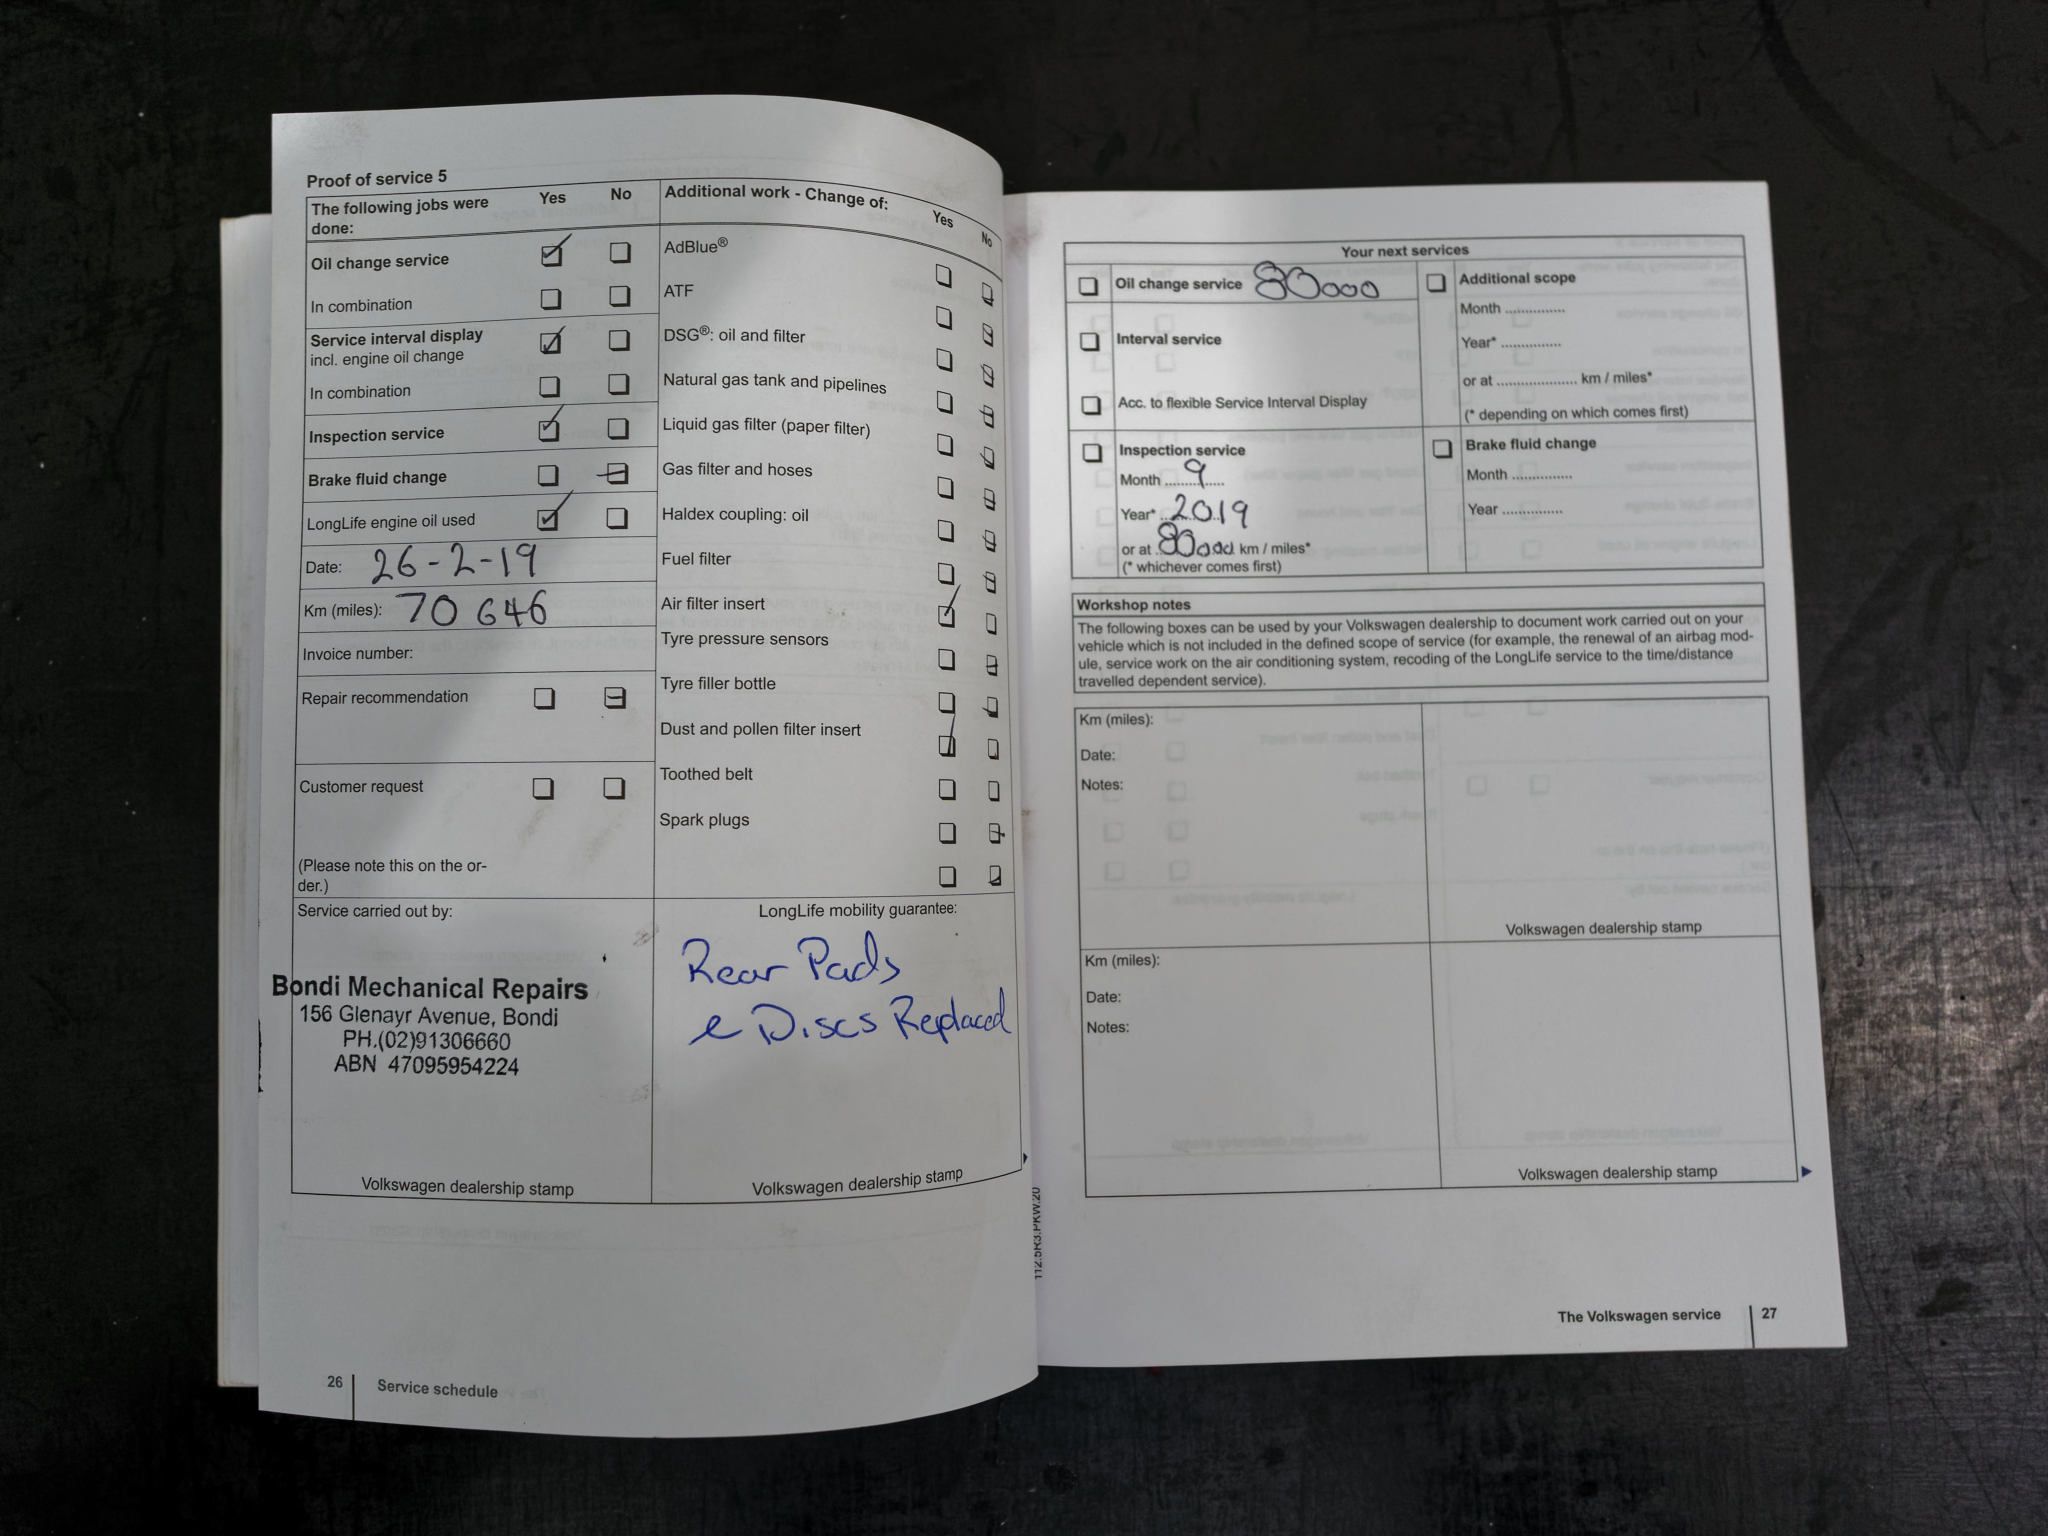 Proof of service 5
The following jobs were
done:
Yes
No
Oil change service
In combination
Service interval display
incl. engine oil change
In combination
Inspection service
Brake fluid change
LongLife engine oil used
Date: 26-2-19
Km (miles): 70 646
Invoice number:
Repair recommendation
Customer request
(Please note this on the or-
der.)
Service carried out by:
Bondi Mechanical Repairs
156 Glenayr Avenue, Bondi
PH.(02)91306660
ABN 47095954224
Volkswagen dealership stamp
Additional work - Change of:
Yes
No
AdBlue®
ATF
DSG®: oil and filter
Natural gas tank and pipelines
Liquid gas filter (paper filter)
Gas filter and hoses
Haldex coupling: oil
Fuel filter
Air filter insert
Tyre pressure sensors
Tyre filler bottle
Dust and pollen filter insert
Toothed belt
Spark plugs
LongLife mobility guarantee:
Rear Pads
e Discs Replaced
Volkswagen dealership stamp
26
Service schedule
112.5R3.PKW.20
Your next services
Oil change service 80000
Interval service
Acc. to flexible Service Interval Display
Additional scope
Month ..............
Year* ..............
or at .................... km / miles*
(* depending on which comes first)
Inspection service
Month 9
Year* 2019
or at 80000 km / miles*
(* whichever comes first)
Brake fluid change
Month ..............
Year ..............
Workshop notes
The following boxes can be used by your Volkswagen dealership to document work carried out on your
vehicle which is not included in the defined scope of service (for example, the renewal of an airbag mod-
ule, service work on the air conditioning system, recoding of the LongLife service to the time/distance
travelled dependent service).
Km (miles):
Date:
Notes:
Volkswagen dealership stamp
Km (miles):
Date:
Notes:
Volkswagen dealership stamp
The Volkswagen service
27